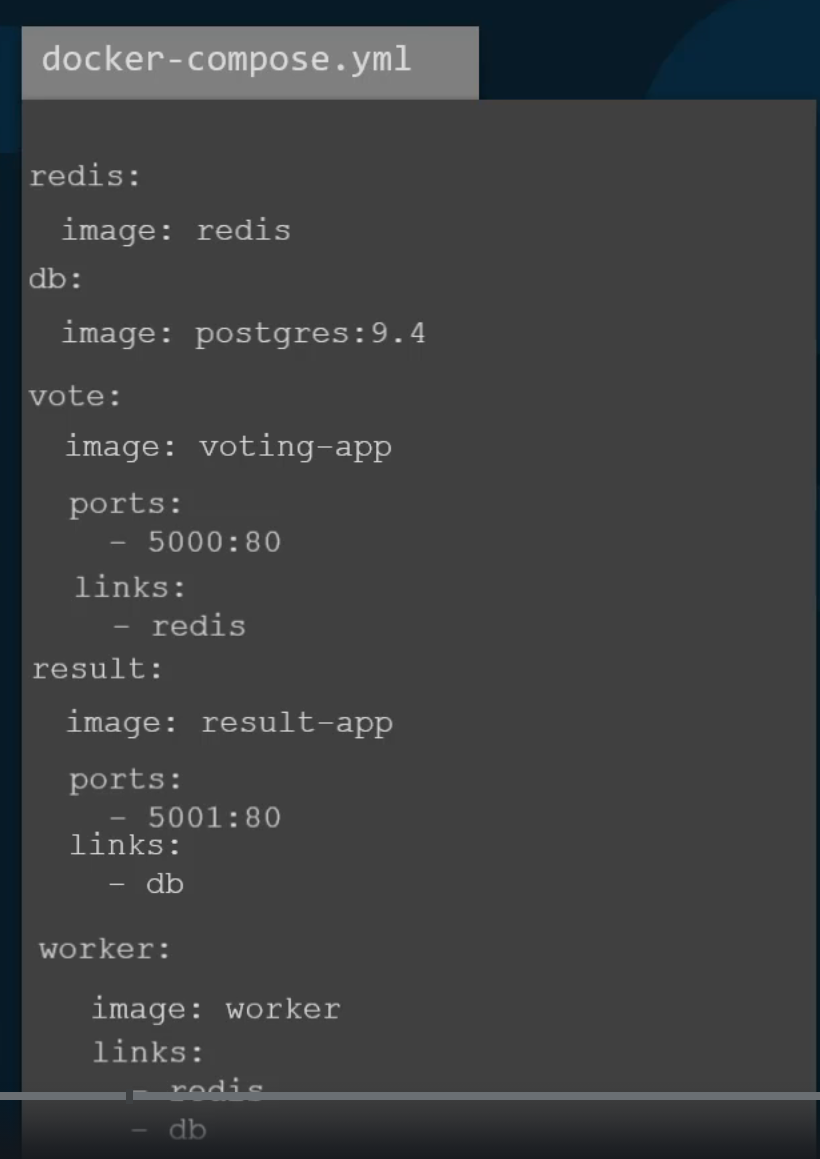 docker-compose.yml
redis:
image: redis
db:
image: postgres:9.4
vote:
image: voting-app
ports:
- 5000:80
links:
- redis
result:
image: result-app
ports:
- 5001:80
links:
- db
worker:
image: worker
links:
- redis
- db